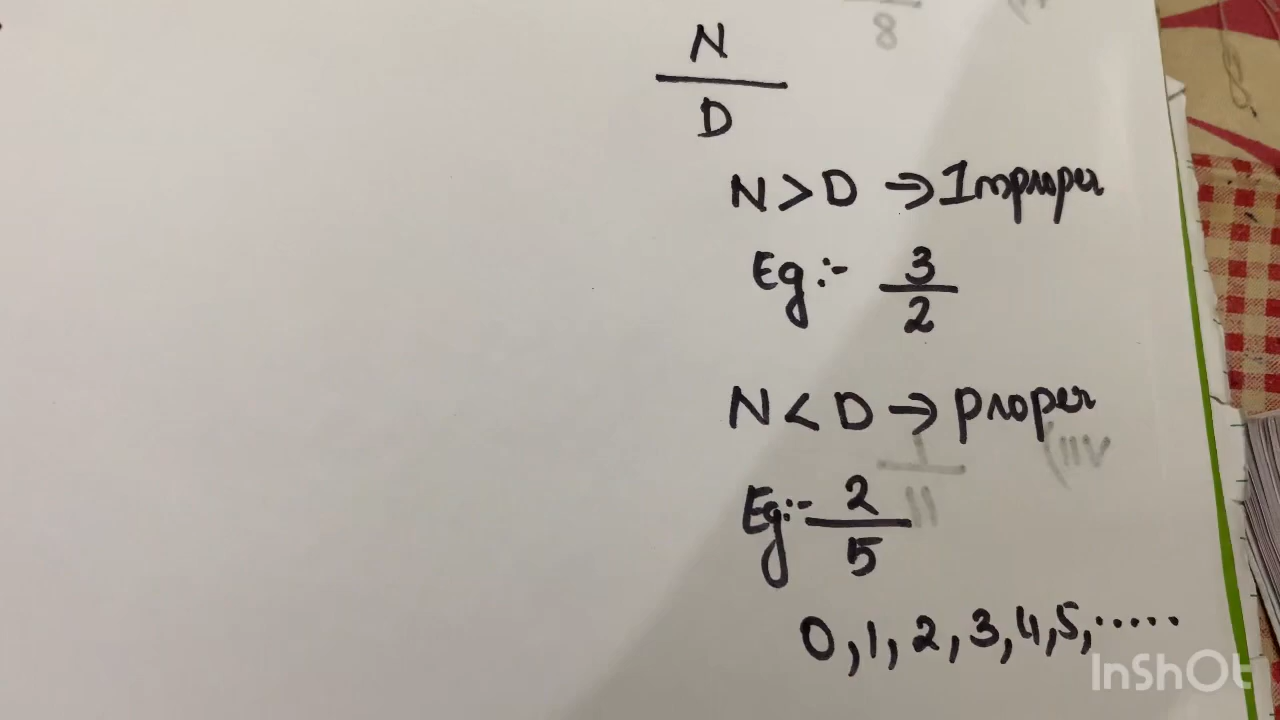 N
D
N > D → Improper
Eg :- 3/2
N < D → proper
Eg :- 2/5
0, 1, 2, 3, 4, 5, .....
InShOt